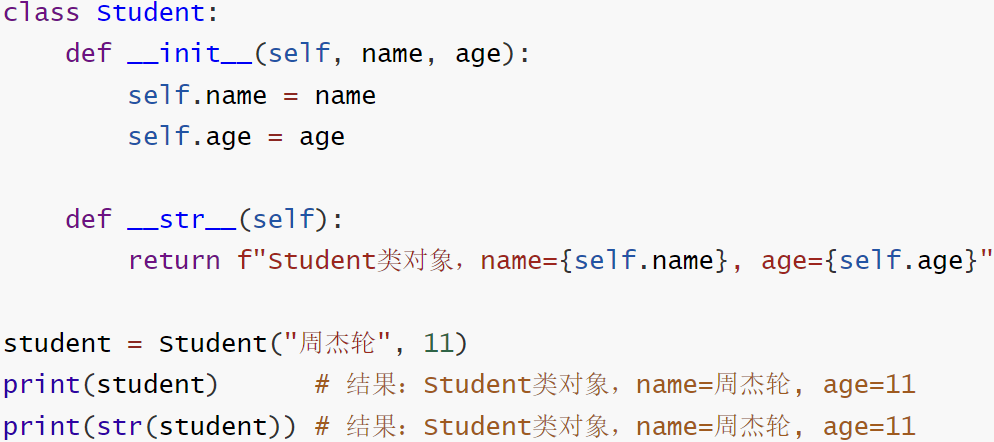 class Student:
    def __init__(self, name, age):
        self.name = name
        self.age = age
    def __str__(self):
        return f"Student类对象，name={self.name}, age={self.age}"
student = Student("周杰轮", 11)
print(student)      # 结果：Student类对象，name=周杰轮, age=11
print(str(student)) # 结果：Student类对象，name=周杰轮, age=11